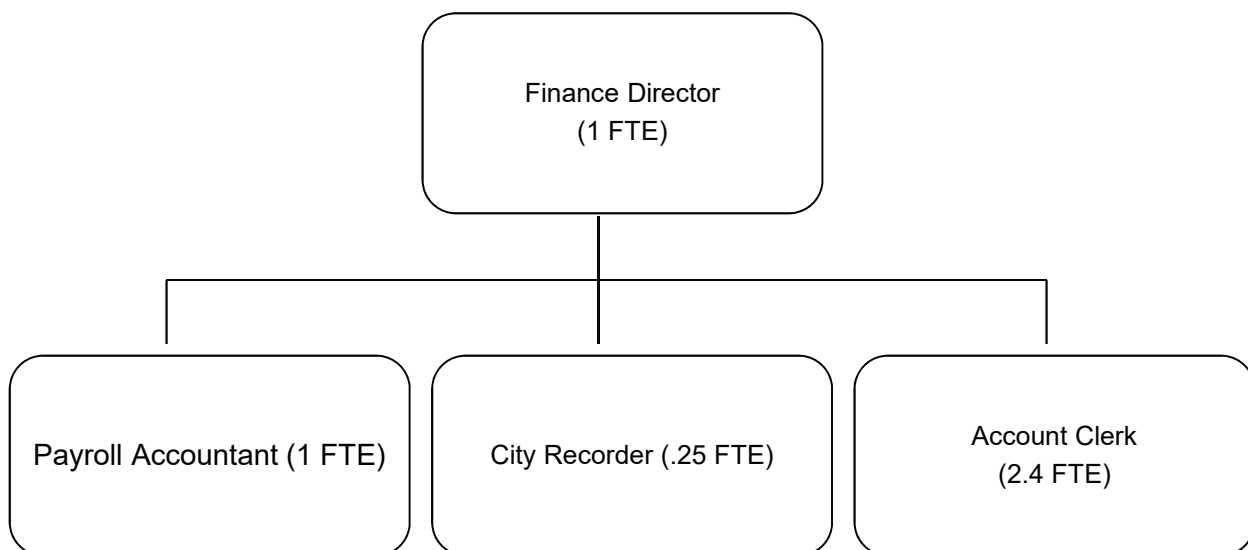 Finance Director
(1 FTE)
Payroll Accountant (1 FTE)
City Recorder (.25 FTE)
Account Clerk
(2.4 FTE)